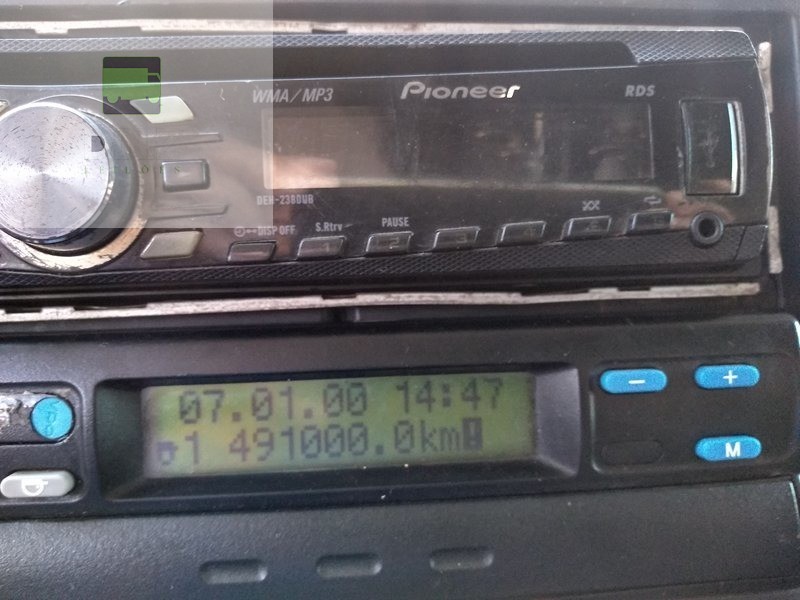 WMA/MP3
Pioneer
RDS
S
DEH-2380UB
DISP OFF
S.Rtrv
PAUSE
1
2
3
4
5
6
07.01.00 14:47
1 491000.0km!
- +
M